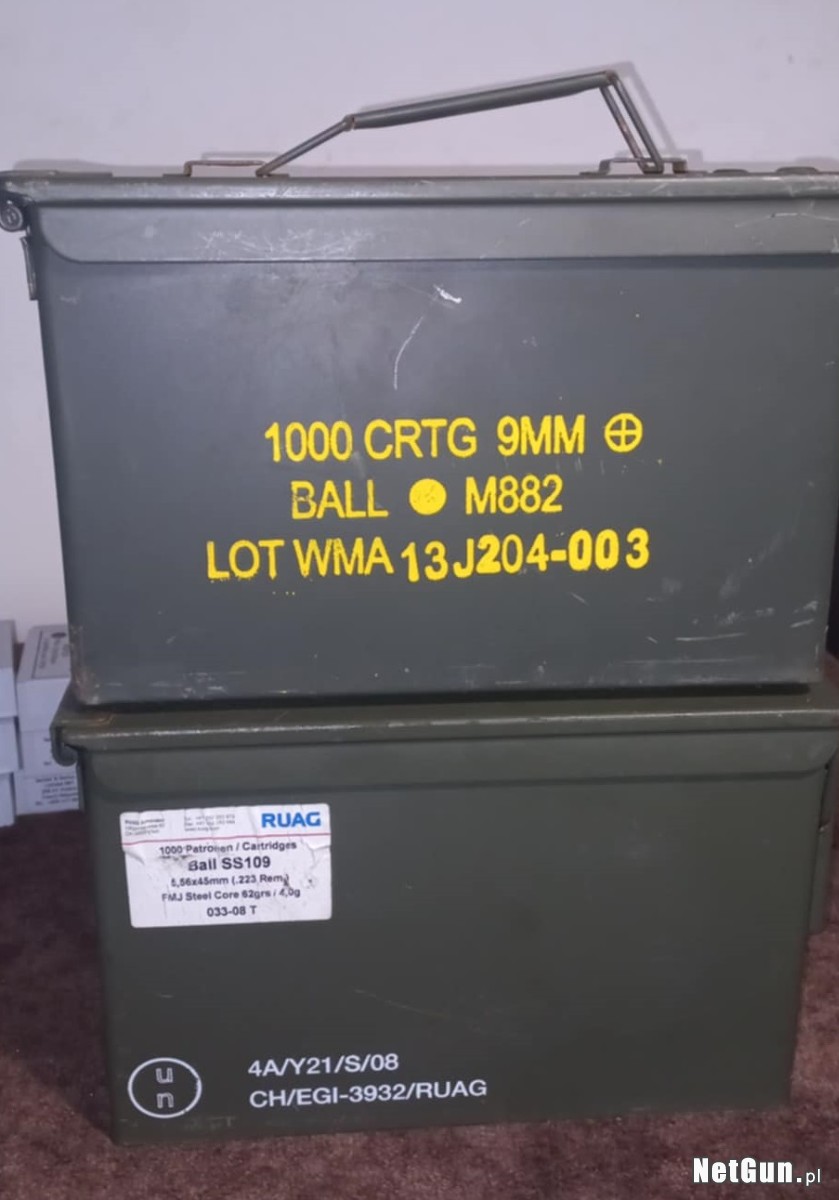 1000 CRTG 9MM ⊕
BALL ● M882
LOT WMA 13J204-003
RUAG
1000 Patronen / Cartridges
Ball SS109
5,56x45mm (.223 Rem.)
FMJ Steel Core 62grs / 4,0g
033-08 T
un
4A/Y21/S/08
CH/EGI-3932/RUAG
NetGun.pl